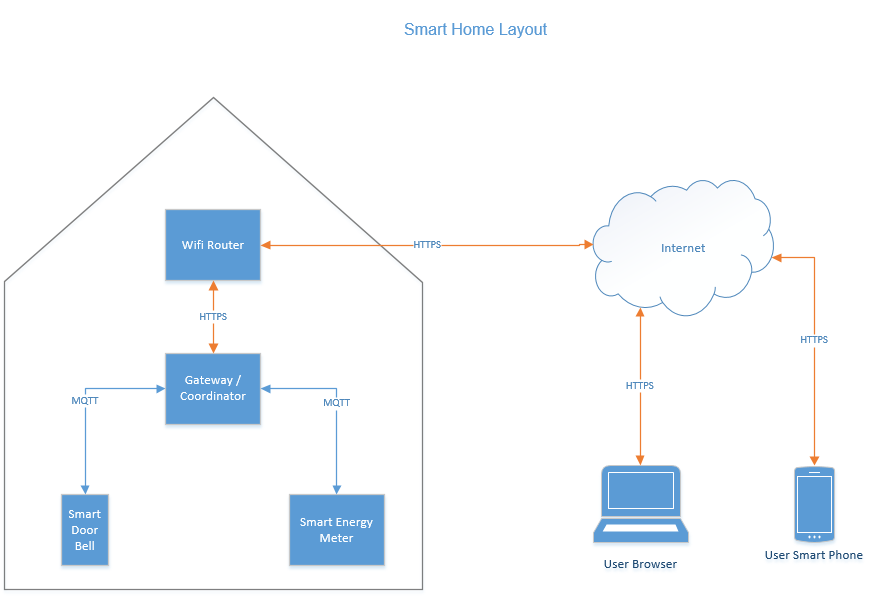 Smart Home Layout
Wifi Router
HTTPS
Internet
HTTPS
HTTPS
Gateway /
Coordinator
HTTPS
MQTT
MQTT
Smart
Door
Bell
Smart Energy
Meter
User Browser
User Smart Phone